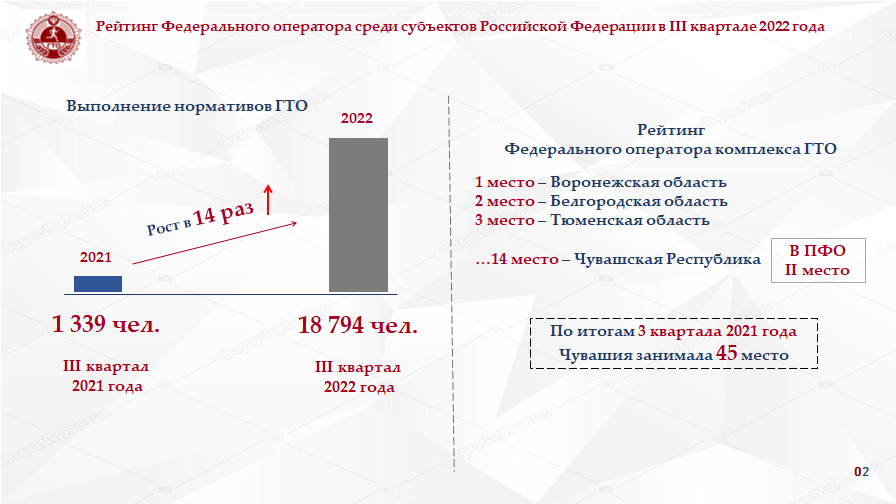 Рейтинг Федерального оператора среди субъектов Российской Федерации в III квартале 2022 года
ГТО
Выполнение нормативов ГТО
2022
Рост в 14 раз
2021
1 339 чел.
18 794 чел.
III квартал
2021 года
III квартал
2022 года
Рейтинг
Федерального оператора комплекса ГТО
1 место – Воронежская область
2 место – Белгородская область
3 место – Тюменская область
…14 место – Чувашская Республика
В ПФО
II место
По итогам 3 квартала 2021 года
Чувашия занимала 45 место
02